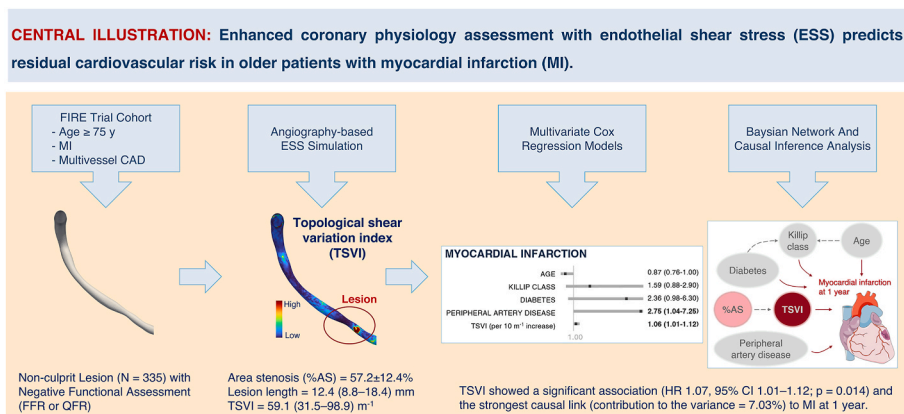 CENTRAL ILLUSTRATION: Enhanced coronary physiology assessment with endothelial shear stress (ESS) predicts
residual cardiovascular risk in older patients with myocardial infarction (MI).
FIRE Trial Cohort
- Age ≥ 75 y
- MI
- Multivessel CAD
Angiography-based
ESS Simulation
Multivariate Cox
Regression Models
Baysian Network And
Causal Inference Analysis
Topological shear
variation index
(TSVI)
High
Low
Lesion
MYOCARDIAL INFARCTION
AGE 0.87 (0.76-1.00)
KILLIP CLASS 1.59 (0.88-2.90)
DIABETES 2.36 (0.98-6.30)
PERIPHERAL ARTERY DISEASE 2.75 (1.04-7.25)
TSVI (per 10 m⁻¹ increase) 1.06 (1.01-1.12)
1.00
Killip
class
Age
Diabetes
Myocardial infarction
at 1 year
%AS
TSVI
Peripheral
artery disease
Non-culprit Lesion (N = 335) with
Negative Functional Assessment
(FFR or QFR)
Area stenosis (%AS) = 57.2±12.4%
Lesion length = 12.4 (8.8–18.4) mm
TSVI = 59.1 (31.5–98.9) m⁻¹
TSVI showed a significant association (HR 1.07, 95% CI 1.01–1.12; p = 0.014) and
the strongest causal link (contribution to the variance = 7.03%) to MI at 1 year.